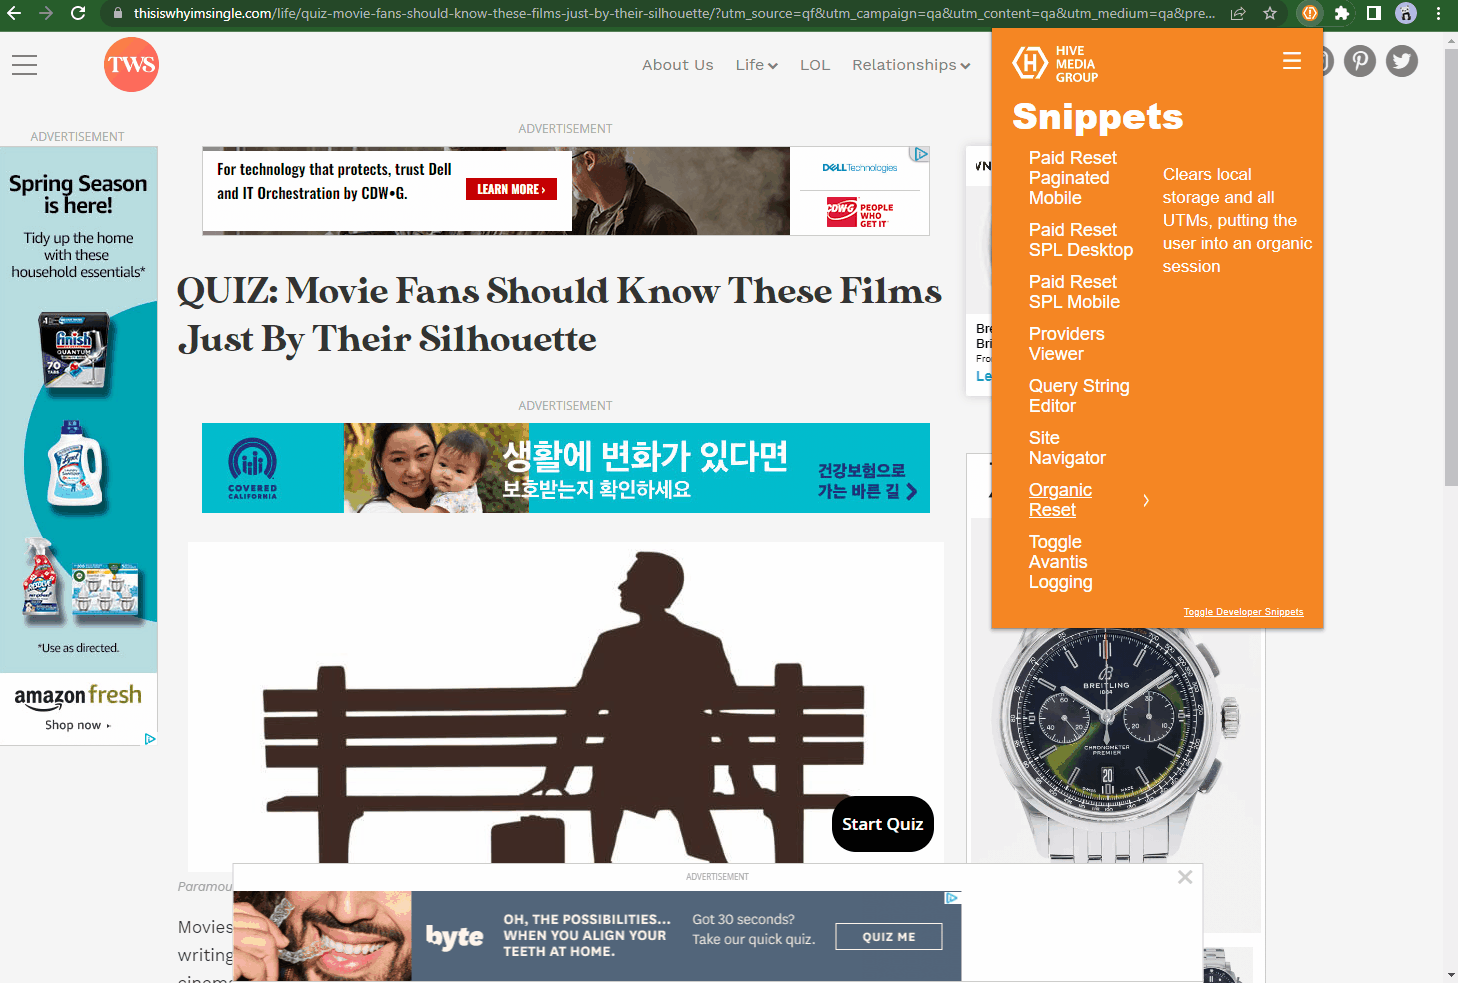 thisiswhyimsingle.com/life/quiz-movie-fans-should-know-these-films-just-by-their-silhouette/?utm_source=qf&utm_campaign=qa&utm_content=qa&utm_medium=qa&pre...
TWS
About Us
Life
LOL
Relationships
HIVE
MEDIA
GROUP
Snippets
Paid Reset
Paginated
Mobile
Paid Reset
SPL Desktop
Paid Reset
SPL Mobile
Providers
Viewer
Query String
Editor
Site
Navigator
Organic
Reset
Toggle
Avantis
Logging
Clears local
storage and all
UTMs, putting the
user into an organic
session
Toggle Developer Snippets
ADVERTISEMENT
Spring Season
is here!
Tidy up the home
with these
household essentials*
finish
QUANTUM
70
TABS
Lysol
*Use as directed.
amazon fresh
Shop now
ADVERTISEMENT
For technology that protects, trust Dell
and IT Orchestration by CDW•G.
LEARN MORE ›
DELL Technologies
CDWG
PEOPLE
WHO
GET IT
QUIZ: Movie Fans Should Know These Films
Just By Their Silhouette
ADVERTISEMENT
COVERED
CALIFORNIA
생활에 변화가 있다면
보호받는지 확인하세요
건강보험으로
가는 바른 길
Bre
Bri
Fro
Le
BREITLING
1884
CHRONOMETER
PREMIER
20
Start Quiz
Paramou
Movies
writing
cinema
ADVERTISEMENT
byte
OH, THE POSSIBILITIES...
WHEN YOU ALIGN YOUR
TEETH AT HOME.
Got 30 seconds?
Take our quick quiz.
QUIZ ME